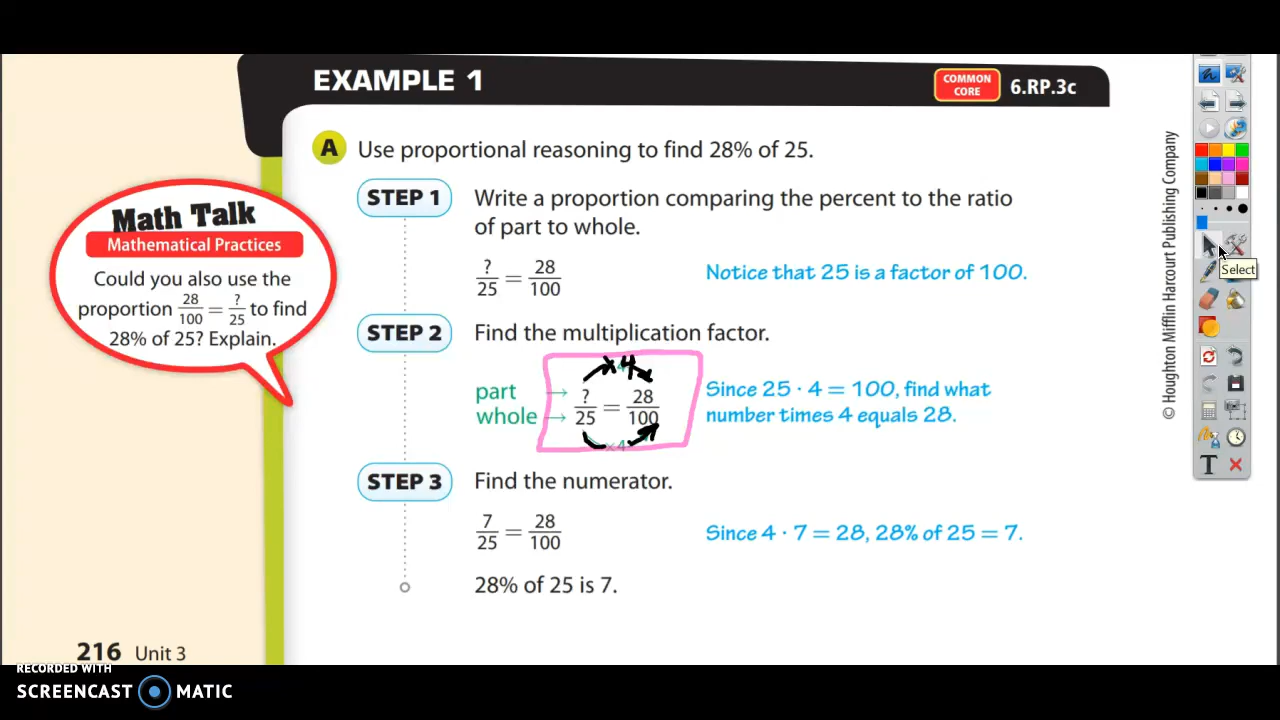 EXAMPLE 1
COMMON
CORE
6.RP.3c
A Use proportional reasoning to find 28% of 25.
STEP 1 Write a proportion comparing the percent to the ratio
of part to whole.
?/25 = 28/100 Notice that 25 is a factor of 100.
Math Talk
Mathematical Practices
Could you also use the
proportion 28/100 = ?/25 to find
28% of 25? Explain.
STEP 2 Find the multiplication factor.
×4
part → ?/25 = 28/100 Since 25 · 4 = 100, find what
whole → number times 4 equals 28.
×4
STEP 3 Find the numerator.
7/25 = 28/100 Since 4 · 7 = 28, 28% of 25 = 7.
28% of 25 is 7.
216 Unit 3
© Houghton Mifflin Harcourt Publishing Company
Select
T
RECORDED WITH
SCREENCAST MATIC